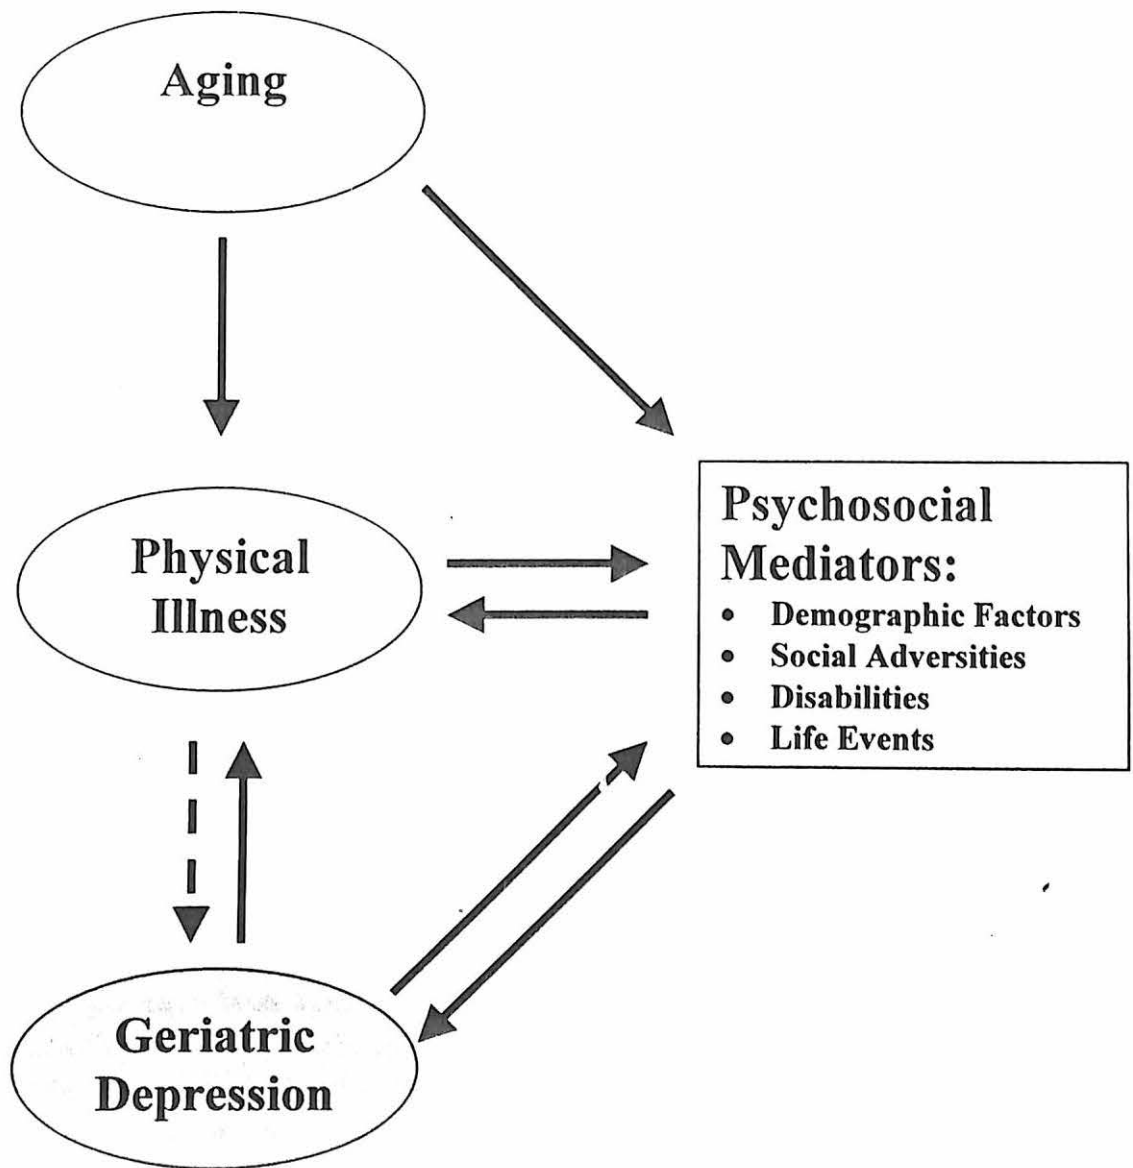 Aging
Physical
Illness
Psychosocial
Mediators:
• Demographic Factors
• Social Adversities
• Disabilities
• Life Events
Geriatric
Depression